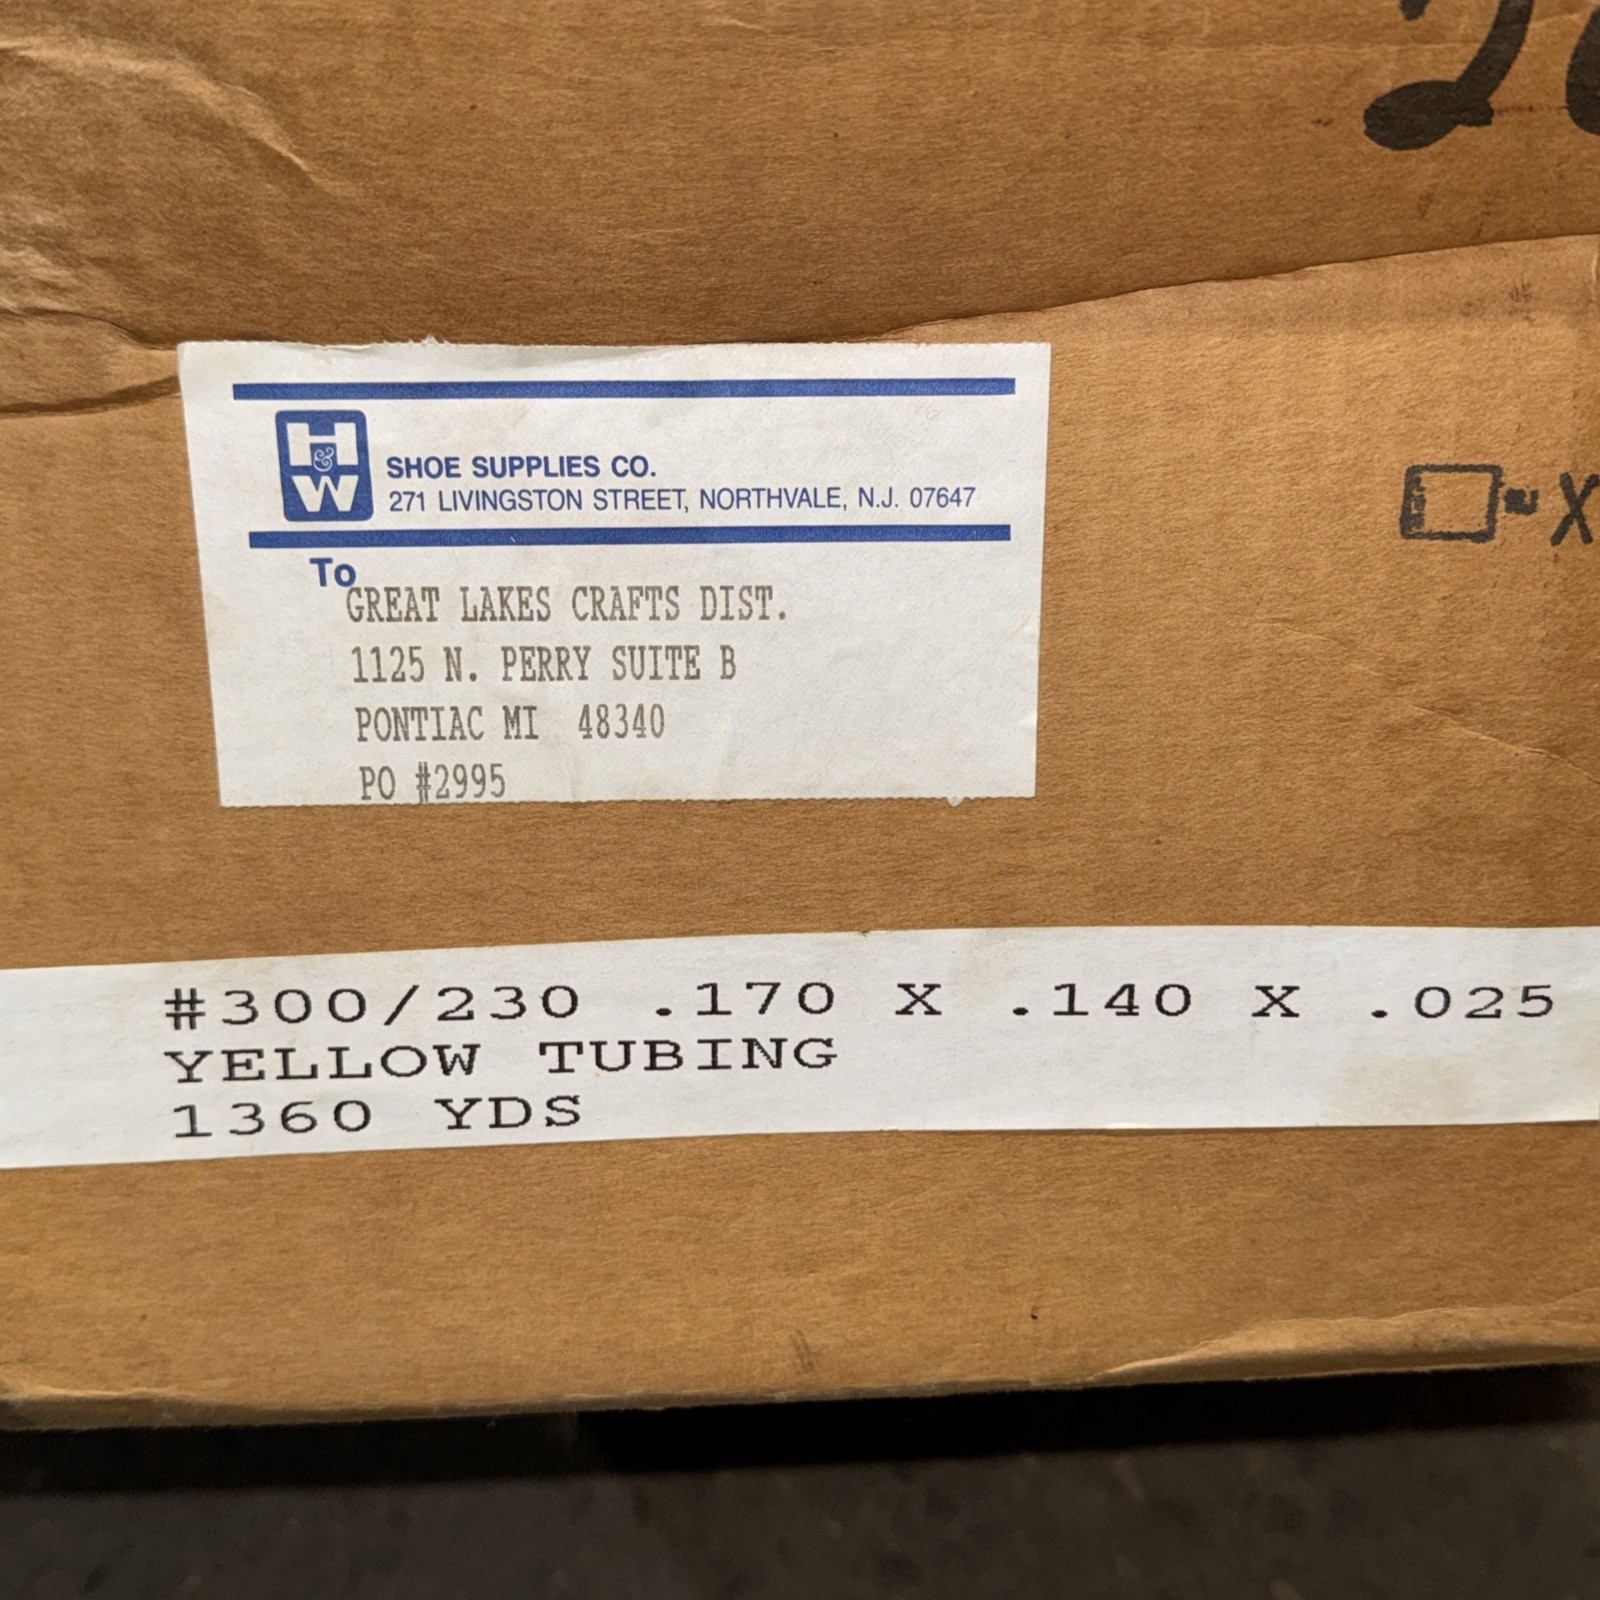 H&W
SHOE SUPPLIES CO.
271 LIVINGSTON STREET, NORTHVALE, N.J. 07647
To
GREAT LAKES CRAFTS DIST.
1125 N. PERRY SUITE B
PONTIAC MI 48340
PO #2995
X
#300/230 .170 X .140 X .025
YELLOW TUBING
1360 YDS